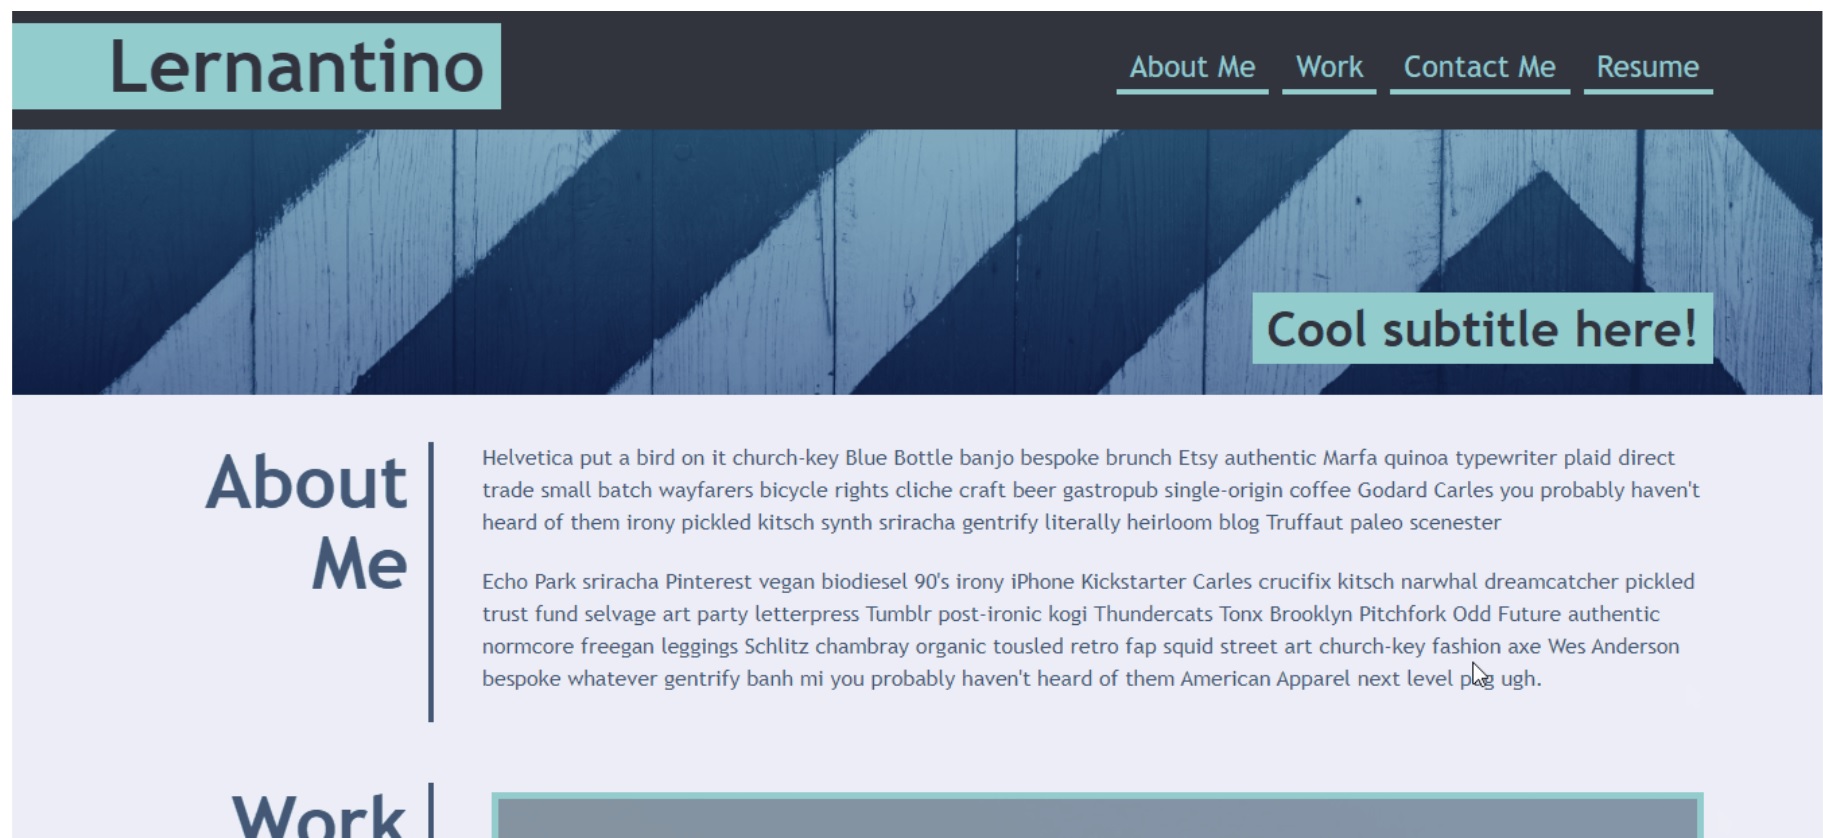 Lernantino
About Me Work Contact Me Resume
Cool subtitle here!
About
Me
Helvetica put a bird on it church-key Blue Bottle banjo bespoke brunch Etsy authentic Marfa quinoa typewriter plaid direct
trade small batch wayfarers bicycle rights cliche craft beer gastropub single-origin coffee Godard Carles you probably haven't
heard of them irony pickled kitsch synth sriracha gentrify literally heirloom blog Truffaut paleo scenester
Echo Park sriracha Pinterest vegan biodiesel 90's irony iPhone Kickstarter Carles crucifix kitsch narwhal dreamcatcher pickled
trust fund selvage art party letterpress Tumblr post-ironic kogi Thundercats Tonx Brooklyn Pitchfork Odd Future authentic
normcore freegan leggings Schlitz chambray organic tousled retro fap squid street art church-key fashion axe Wes Anderson
bespoke whatever gentrify banh mi you probably haven't heard of them American Apparel next level ugh.
Work